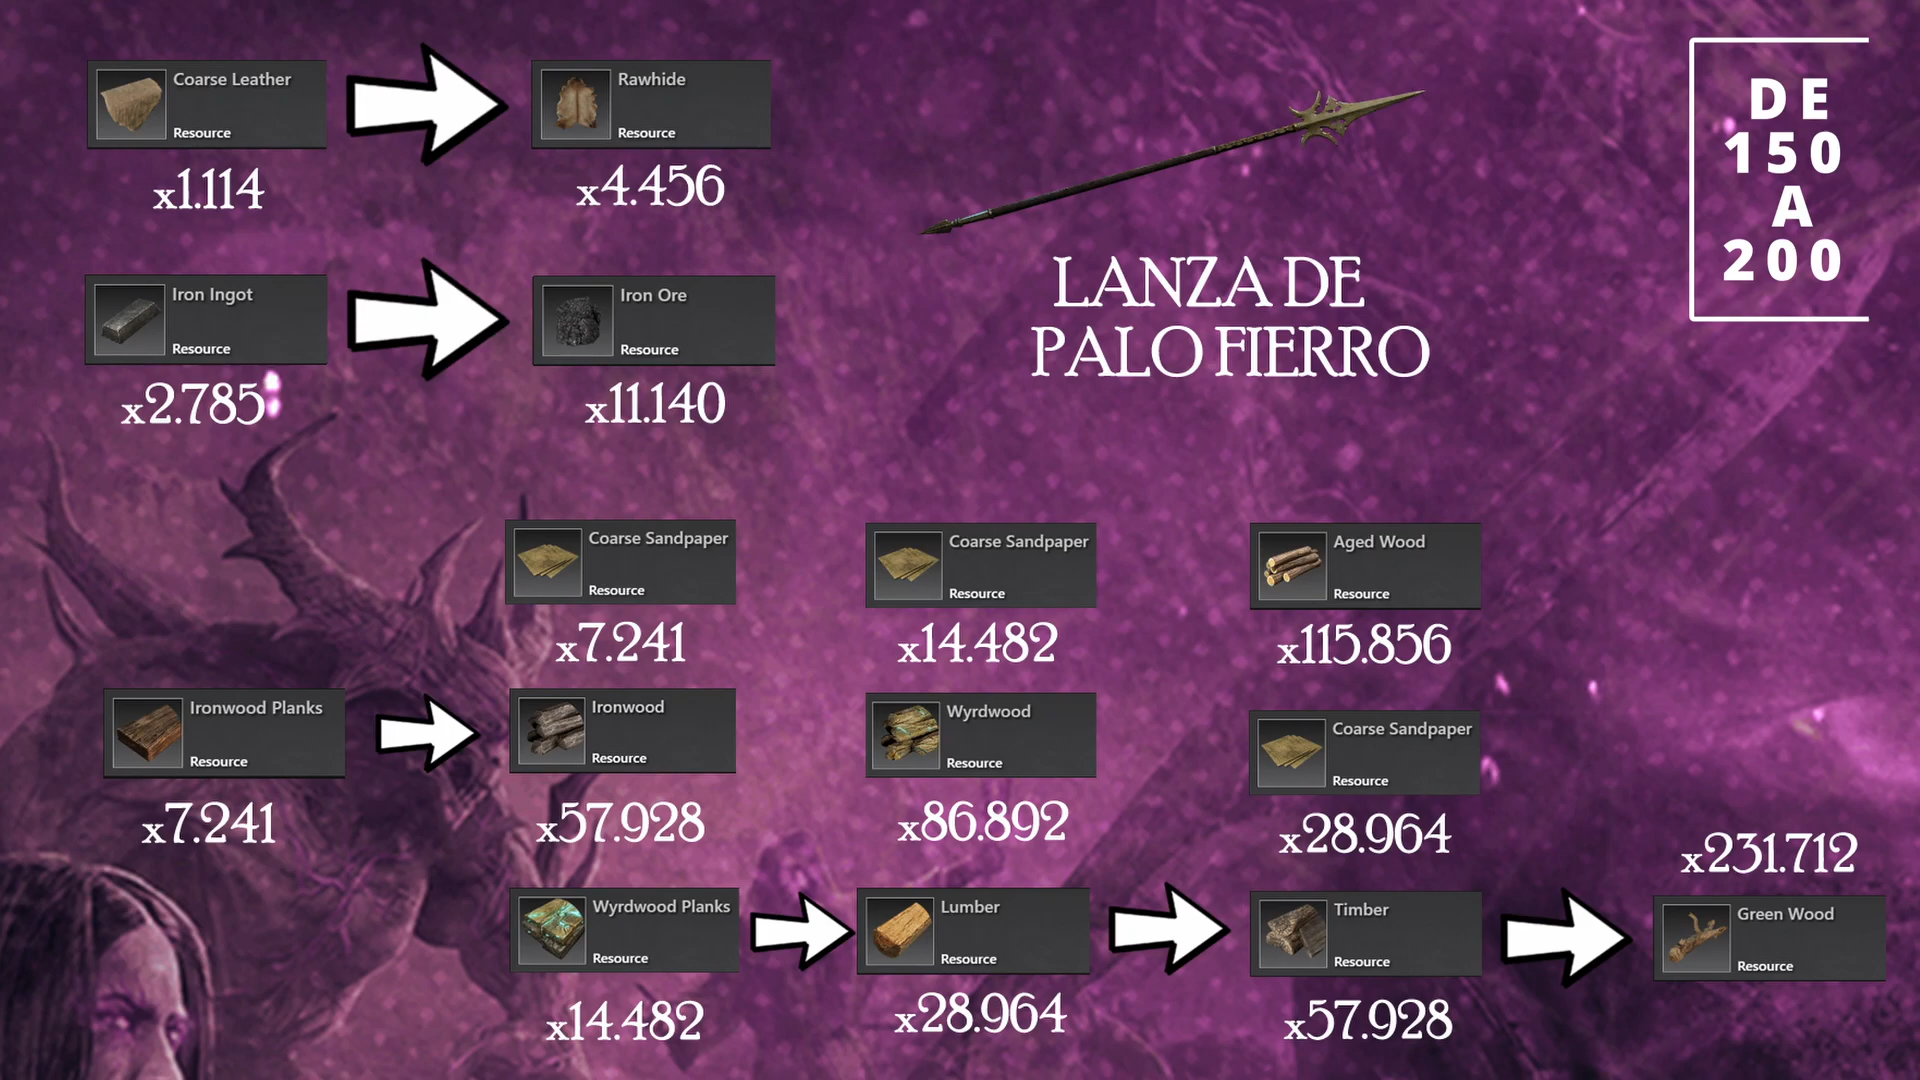 Coarse Leather
Resource
x1.114
Rawhide
Resource
x4.456
DE
150
A
200
LANZA DE
PALO FIERRO
Iron Ingot
Resource
x2.785
Iron Ore
Resource
x11.140
Coarse Sandpaper
Resource
x7.241
Coarse Sandpaper
Resource
x14.482
Aged Wood
Resource
x115.856
Ironwood Planks
Resource
x7.241
Ironwood
Resource
x57.928
Wyrdwood
Resource
x86.892
Coarse Sandpaper
Resource
x28.964
Wyrdwood Planks
Resource
x14.482
Lumber
Resource
x28.964
Timber
Resource
x57.928
x231.712
Green Wood
Resource